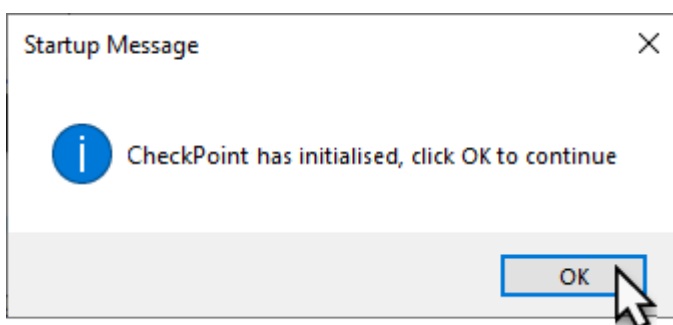 Startup Message
CheckPoint has initialised, click OK to continue
OK